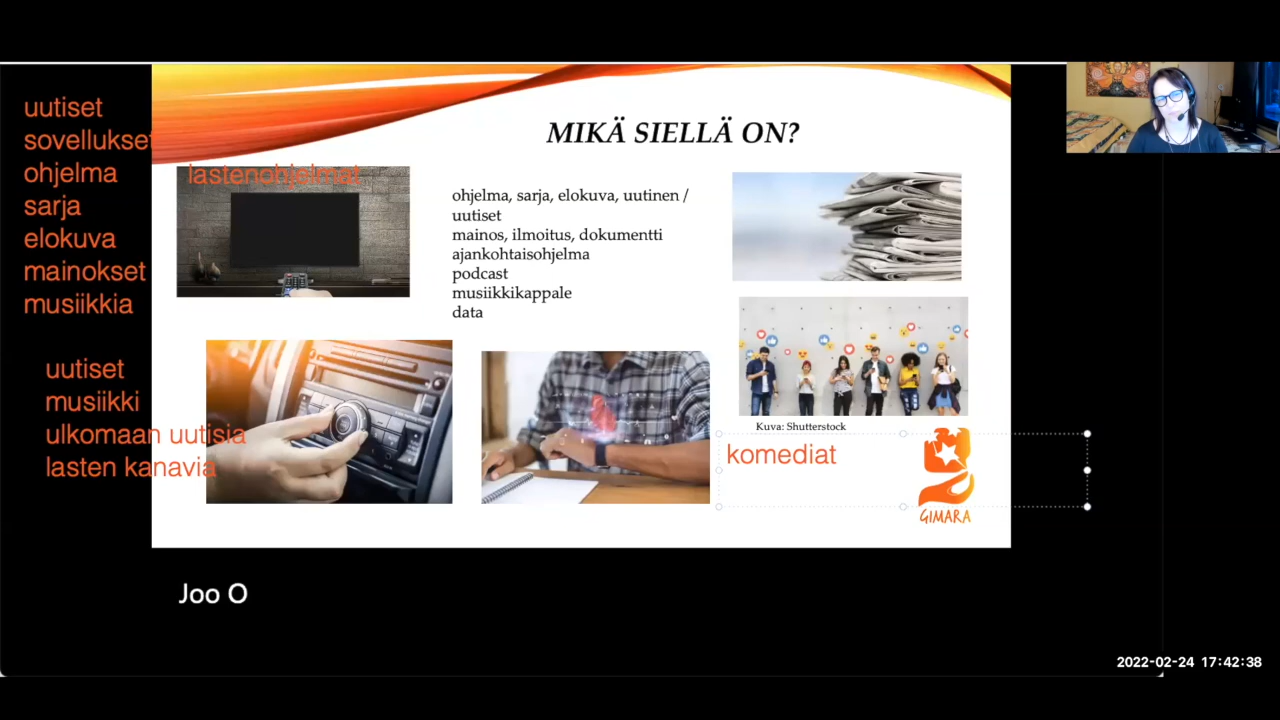 uutiset
sovellukset
ohjelma
sarja
elokuva
mainokset
musiikkia
uutiset
musiikki
ulkomaan uutisia
lasten kanavia
MIKÄ SIELLÄ ON?
lastenohjelmat
ohjelma, sarja, elokuva, uutinen /
uutiset
mainos, ilmoitus, dokumentti
ajankohtaisohjelma
podcast
musiikkikappale
data
Kuva: Shutterstock
komediat
GIMARA
Joo O
2022-02-24 17:42:38